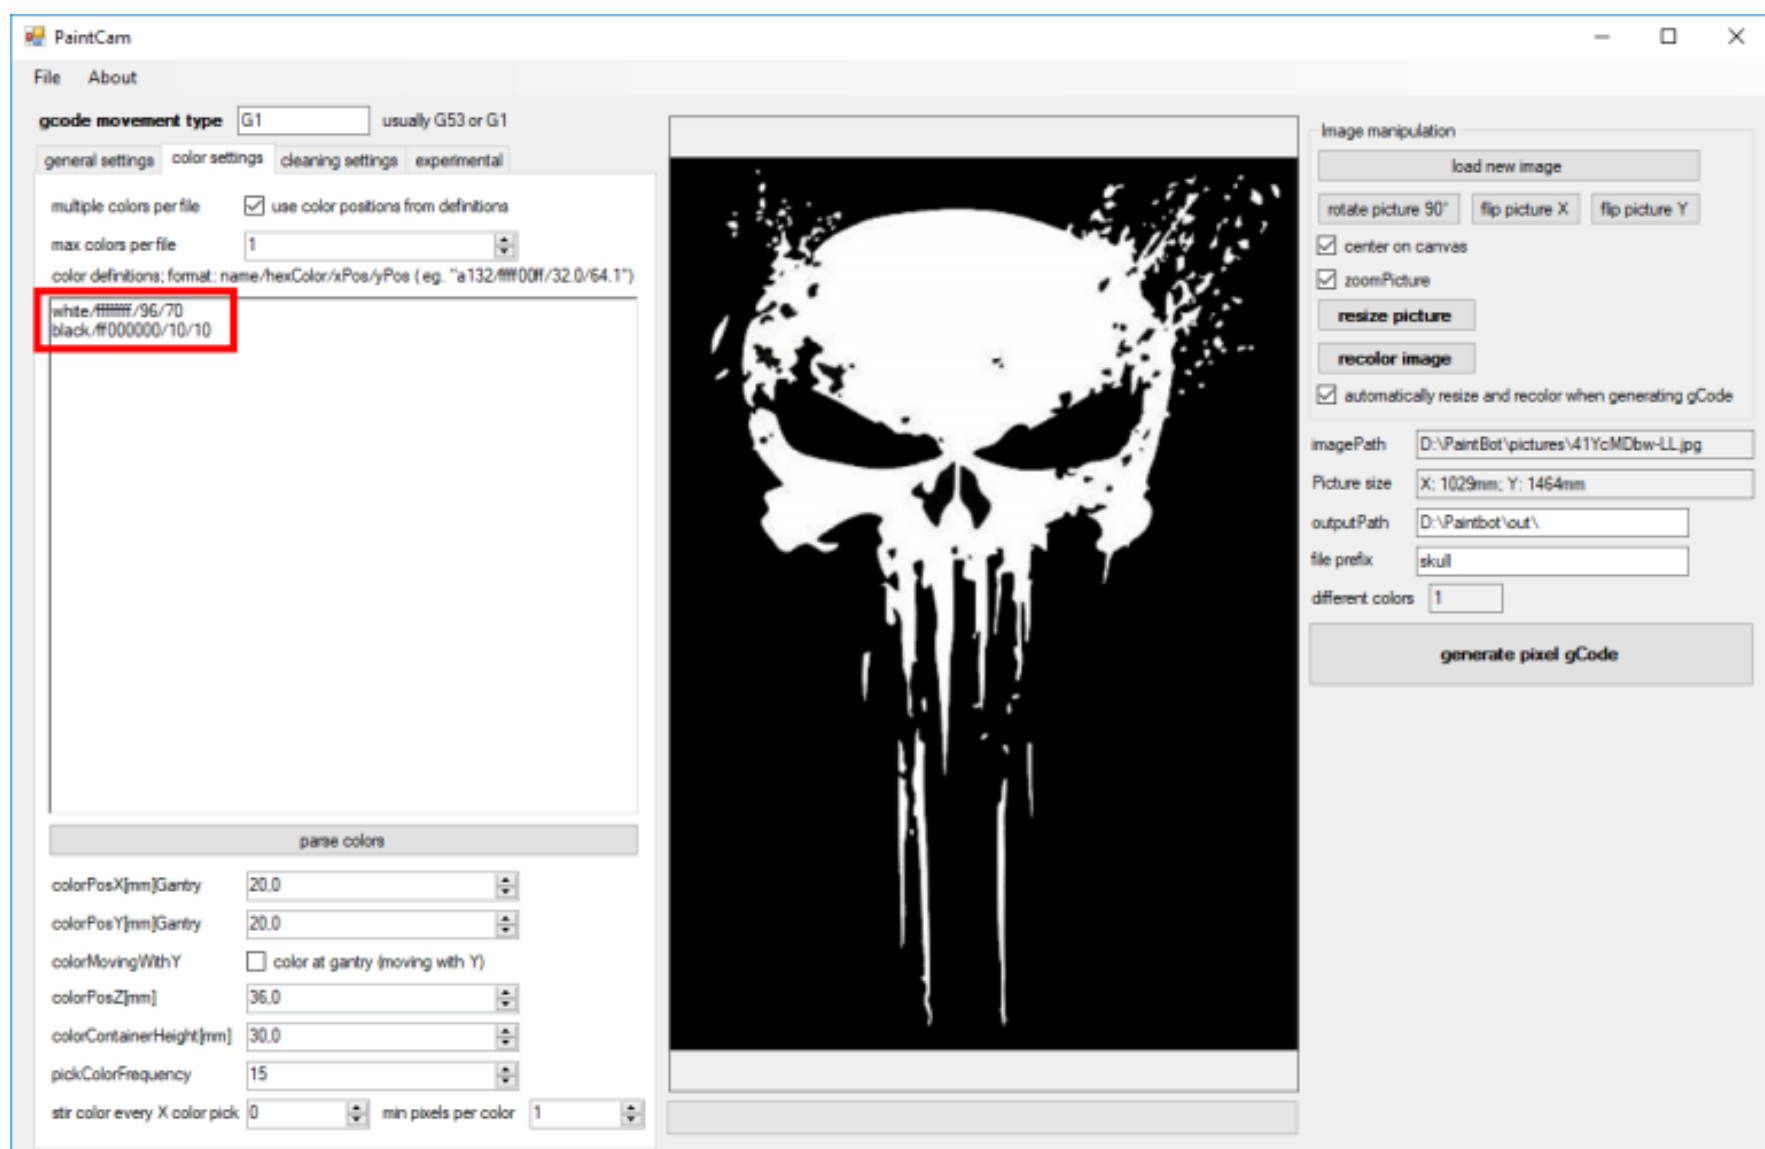 PaintCam
File About
gcode movement type G1 usually G53 or G1
general settings color settings cleaning settings experimental
multiple colors per file use color positions from definitions
max colors per file 1
color definitions; format: name/hexColor/xPos/yPos ( eg. "a132/ffff00ff/32.0/64.1")
white/ffffffff/96/70
black/ff000000/10/10
parse colors
colorPosX[mm]Gantry 20,0
colorPosY[mm]Gantry 20,0
colorMovingWithY color at gantry (moving with Y)
colorPosZ[mm] 36,0
colorContainerHeight[mm] 30,0
pickColorFrequency 15
stir color every X color pick 0 min pixels per color 1
Image manipulation
load new image
rotate picture 90° flip picture X flip picture Y
center on canvas
zoomPicture
resize picture
recolor image
automatically resize and recolor when generating gCode
imagePath D:\PaintBot\pictures\41YcMDbw-LL.jpg
Picture size X: 1029mm; Y: 1464mm
outputPath D:\Paintbot\out\
file prefix skull
different colors 1
generate pixel gCode